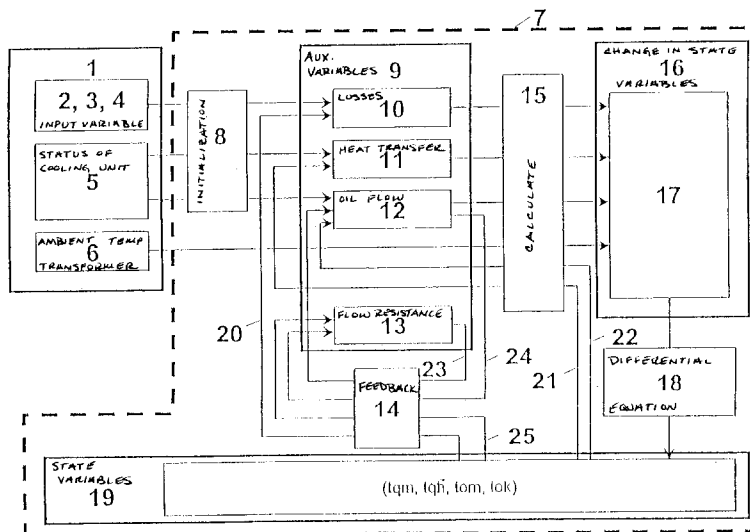 7
1
2, 3, 4
INPUT VARIABLE
STATUS OF
COOLING UNIT
5
AMBIENT TEMP
6
TRANSFORMER
INITIALIZATION
8
AUX.
VARIABLES 9
LOSSES
10
HEAT TRANSFER
11
OIL FLOW
12
FLOW RESISTANCE
13
FEEDBACK
14
15
CALCULATE
CHANGE IN STATE
16
VARIABLES
17
DIFFERENTIAL
18
EQUATION
20
23
24
21
22
25
STATE
VARIABLES
19
(tqm, tqh, tom, tok)